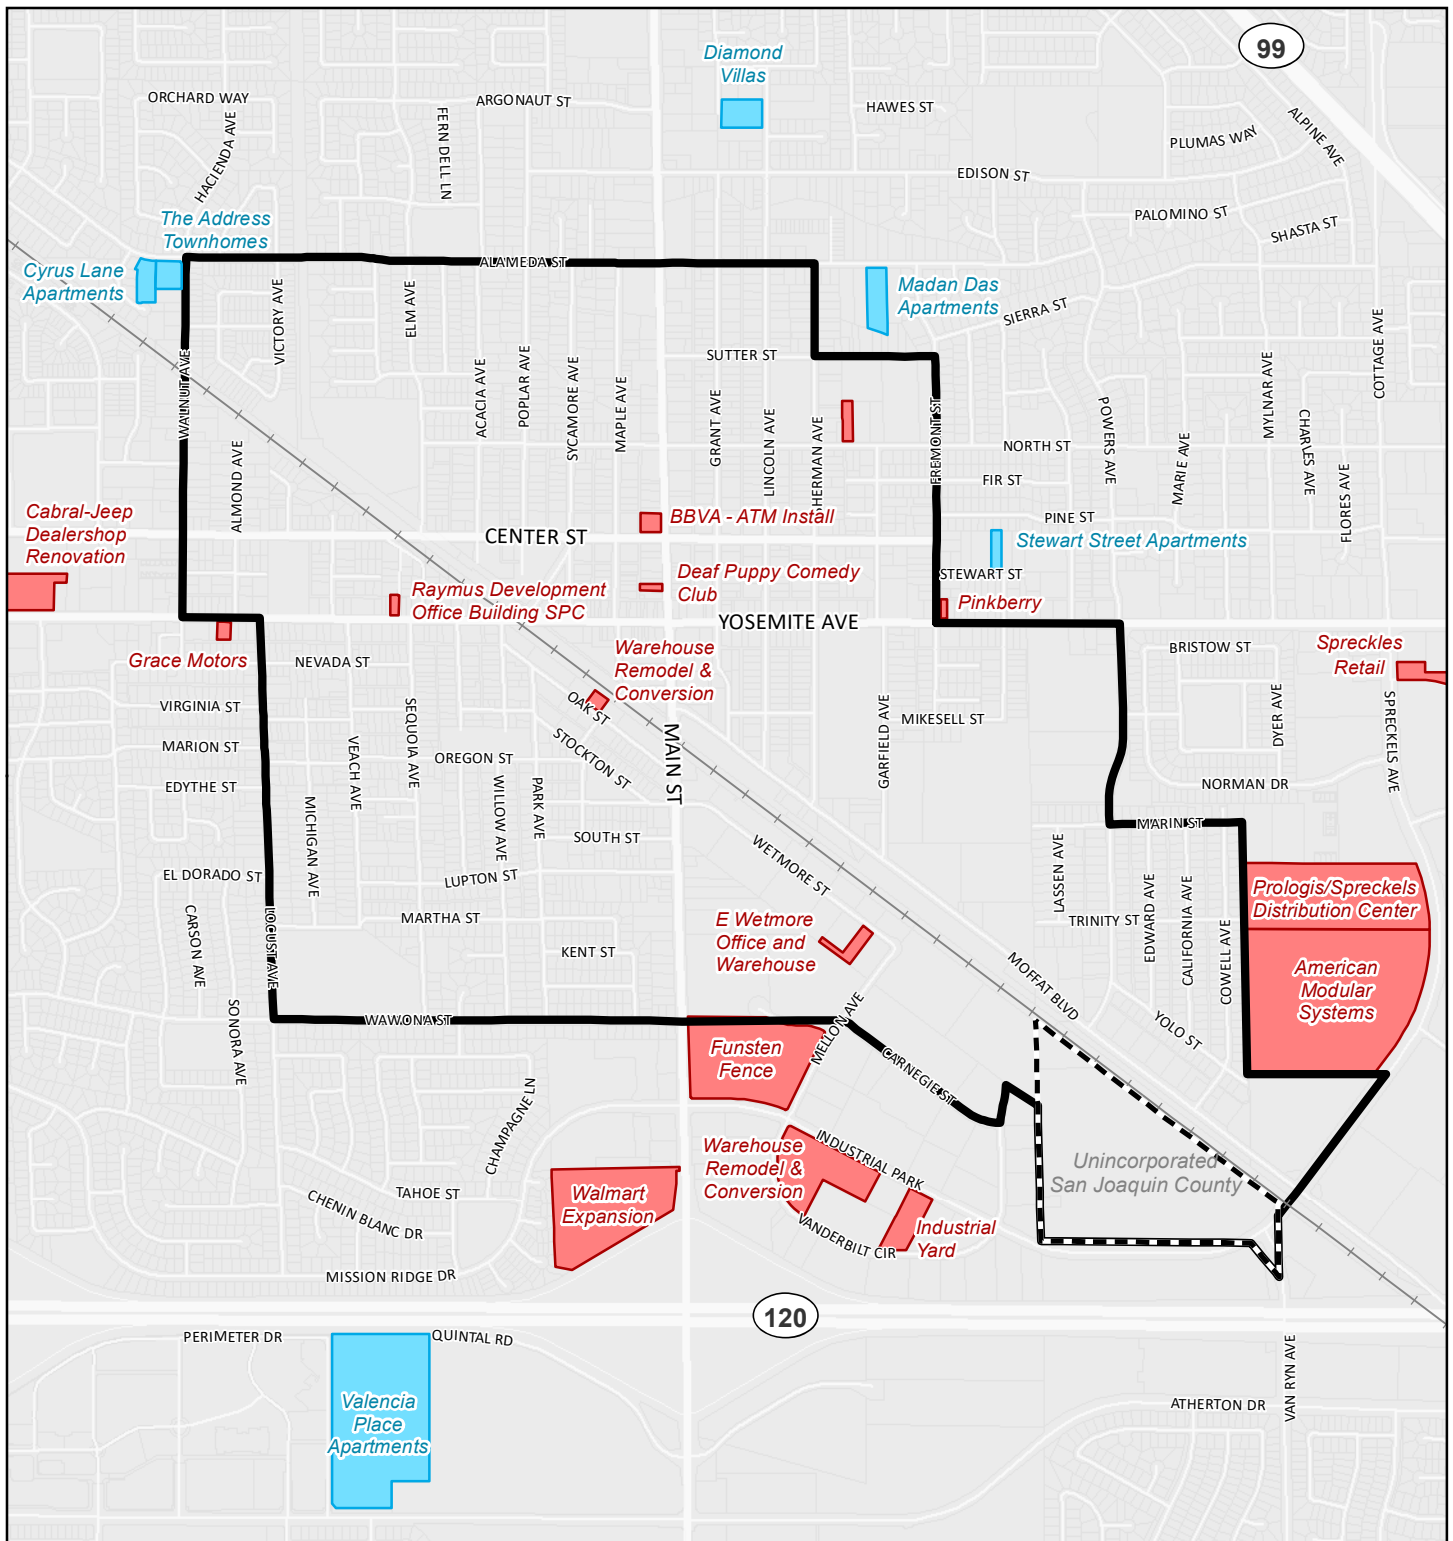 99
Diamond
Villas
ORCHARD WAY
ARGONAUT ST
HAWES ST
HACIENDA AVE
FERN DELL LN
ALPINE AVE
PLUMAS WAY
EDISON ST
PALOMINO ST
SHASTA ST
The Address
Townhomes
Cyrus Lane
Apartments
ALAMEDA ST
Madan Das
Apartments
SIERRA ST
VICTORY AVE
ELM AVE
COTTAGE AVE
WALNUT AVE
SUTTER ST
ACACIA AVE
POPLAR AVE
SYCAMORE AVE
MAPLE AVE
GRANT AVE
LINCOLN AVE
SHERMAN AVE
FREMONT ST
POWERS AVE
MARIE AVE
MYLNAR AVE
CHARLES AVE
FLORES AVE
ALMOND AVE
NORTH ST
FIR ST
PINE ST
Cabral-Jeep
Dealershop
Renovation
BBVA - ATM Install
CENTER ST
Stewart Street Apartments
STEWART ST
Raymus Development
Office Building SPC
Deaf Puppy Comedy
Club
Pinkberry
YOSEMITE AVE
Grace Motors
NEVADA ST
Warehouse
Remodel &
Conversion
BRISTOW ST
Spreckles
Retail
VIRGINIA ST
SEQUOIA AVE
OAK ST
MIKESELL ST
GARFIELD AVE
DYER AVE
SPRECKELS AVE
MARION ST
VEACH AVE
OREGON ST
STOCKTON ST
MAIN ST
EDYTHE ST
MICHIGAN AVE
WILLOW AVE
PARK AVE
NORMAN DR
SOUTH ST
MARIN ST
WETMORE ST
LASSEN AVE
EL DORADO ST
LUPTON ST
Prologis/Spreckels
Distribution Center
CARSON AVE
LOCUST AVE
MARTHA ST
E Wetmore
Office and
Warehouse
TRINITY ST
EDWARD AVE
CALIFORNIA AVE
COWELL AVE
KENT ST
MOFFAT BLVD
American
Modular
Systems
SONORA AVE
WAWONA ST
MELLON AVE
YOLO ST
Funsten
Fence
CARNEGIE ST
CHAMPAGNE LN
INDUSTRIAL PARK
Warehouse
Remodel &
Conversion
Unincorporated
San Joaquin County
CHENIN BLANC DR
TAHOE ST
Walmart
Expansion
VANDERBILT CIR
Industrial
Yard
MISSION RIDGE DR
120
PERIMETER DR
QUINTAL RD
VAN RYN AVE
Valencia
Place
Apartments
ATHERTON DR